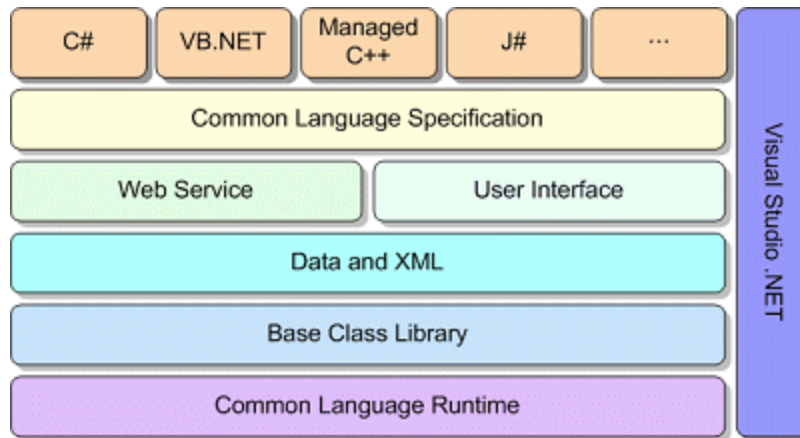 C#
VB.NET
Managed
C++
J#
...
Common Language Specification
Web Service
User Interface
Data and XML
Base Class Library
Common Language Runtime
Visual Studio .NET